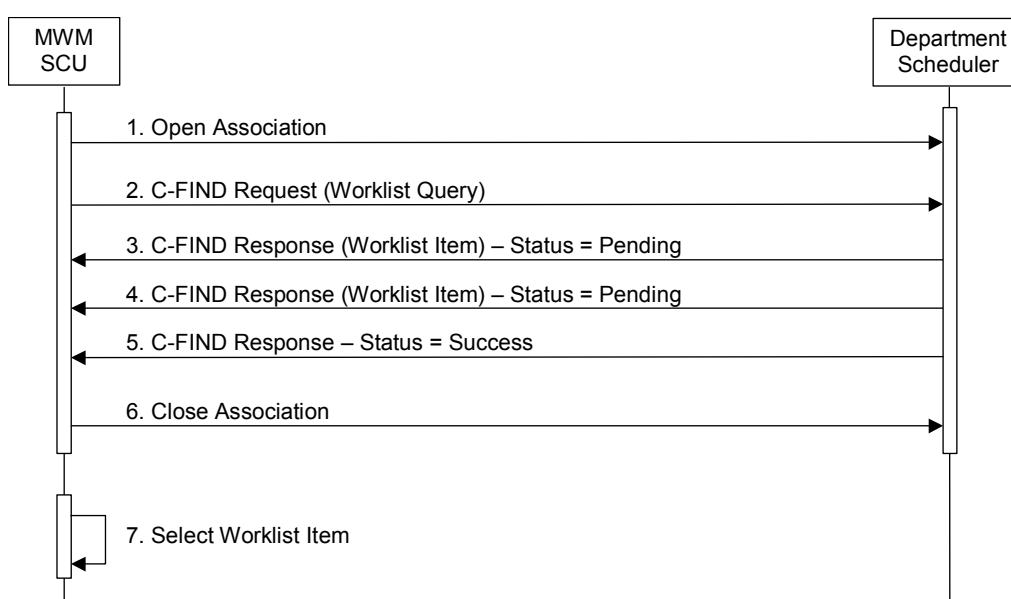 MWM
SCU
Department
Scheduler
1. Open Association
2. C-FIND Request (Worklist Query)
3. C-FIND Response (Worklist Item) – Status = Pending
4. C-FIND Response (Worklist Item) – Status = Pending
5. C-FIND Response – Status = Success
6. Close Association
7. Select Worklist Item